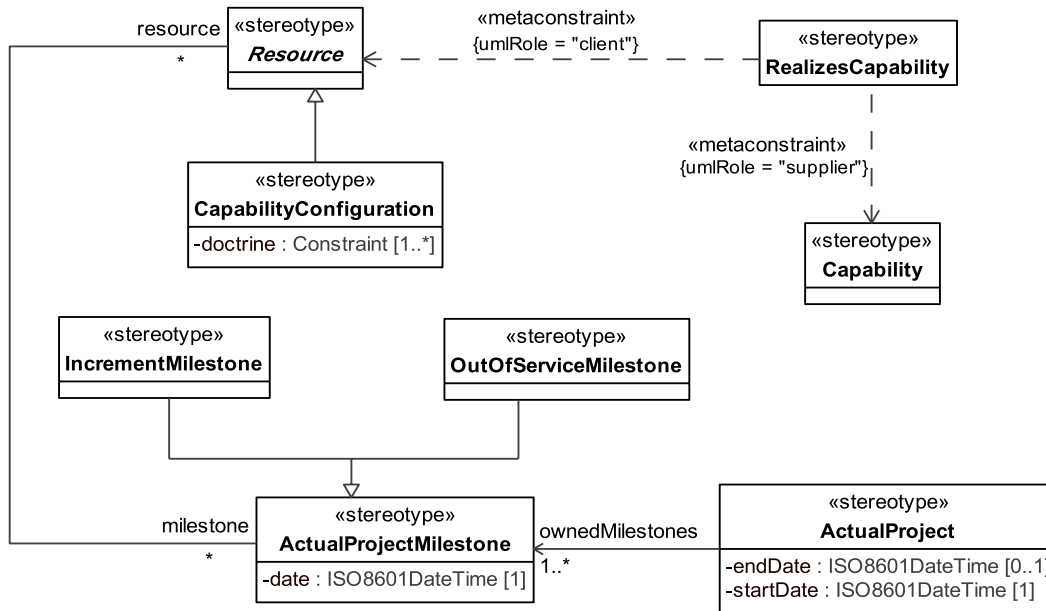 resource
*
«stereotype»
Resource
«metaconstraint»
{umlRole = "client"}
«stereotype»
RealizesCapability
«metaconstraint»
{umlRole = "supplier"}
«stereotype»
CapabilityConfiguration
-doctrine : Constraint [1..*]
«stereotype»
Capability
«stereotype»
IncrementMilestone
«stereotype»
OutOfServiceMilestone
milestone
*
«stereotype»
ActualProjectMilestone
-date : ISO8601DateTime [1]
ownedMilestones
1..*
«stereotype»
ActualProject
-endDate : ISO8601DateTime [0..1]
-startDate : ISO8601DateTime [1]